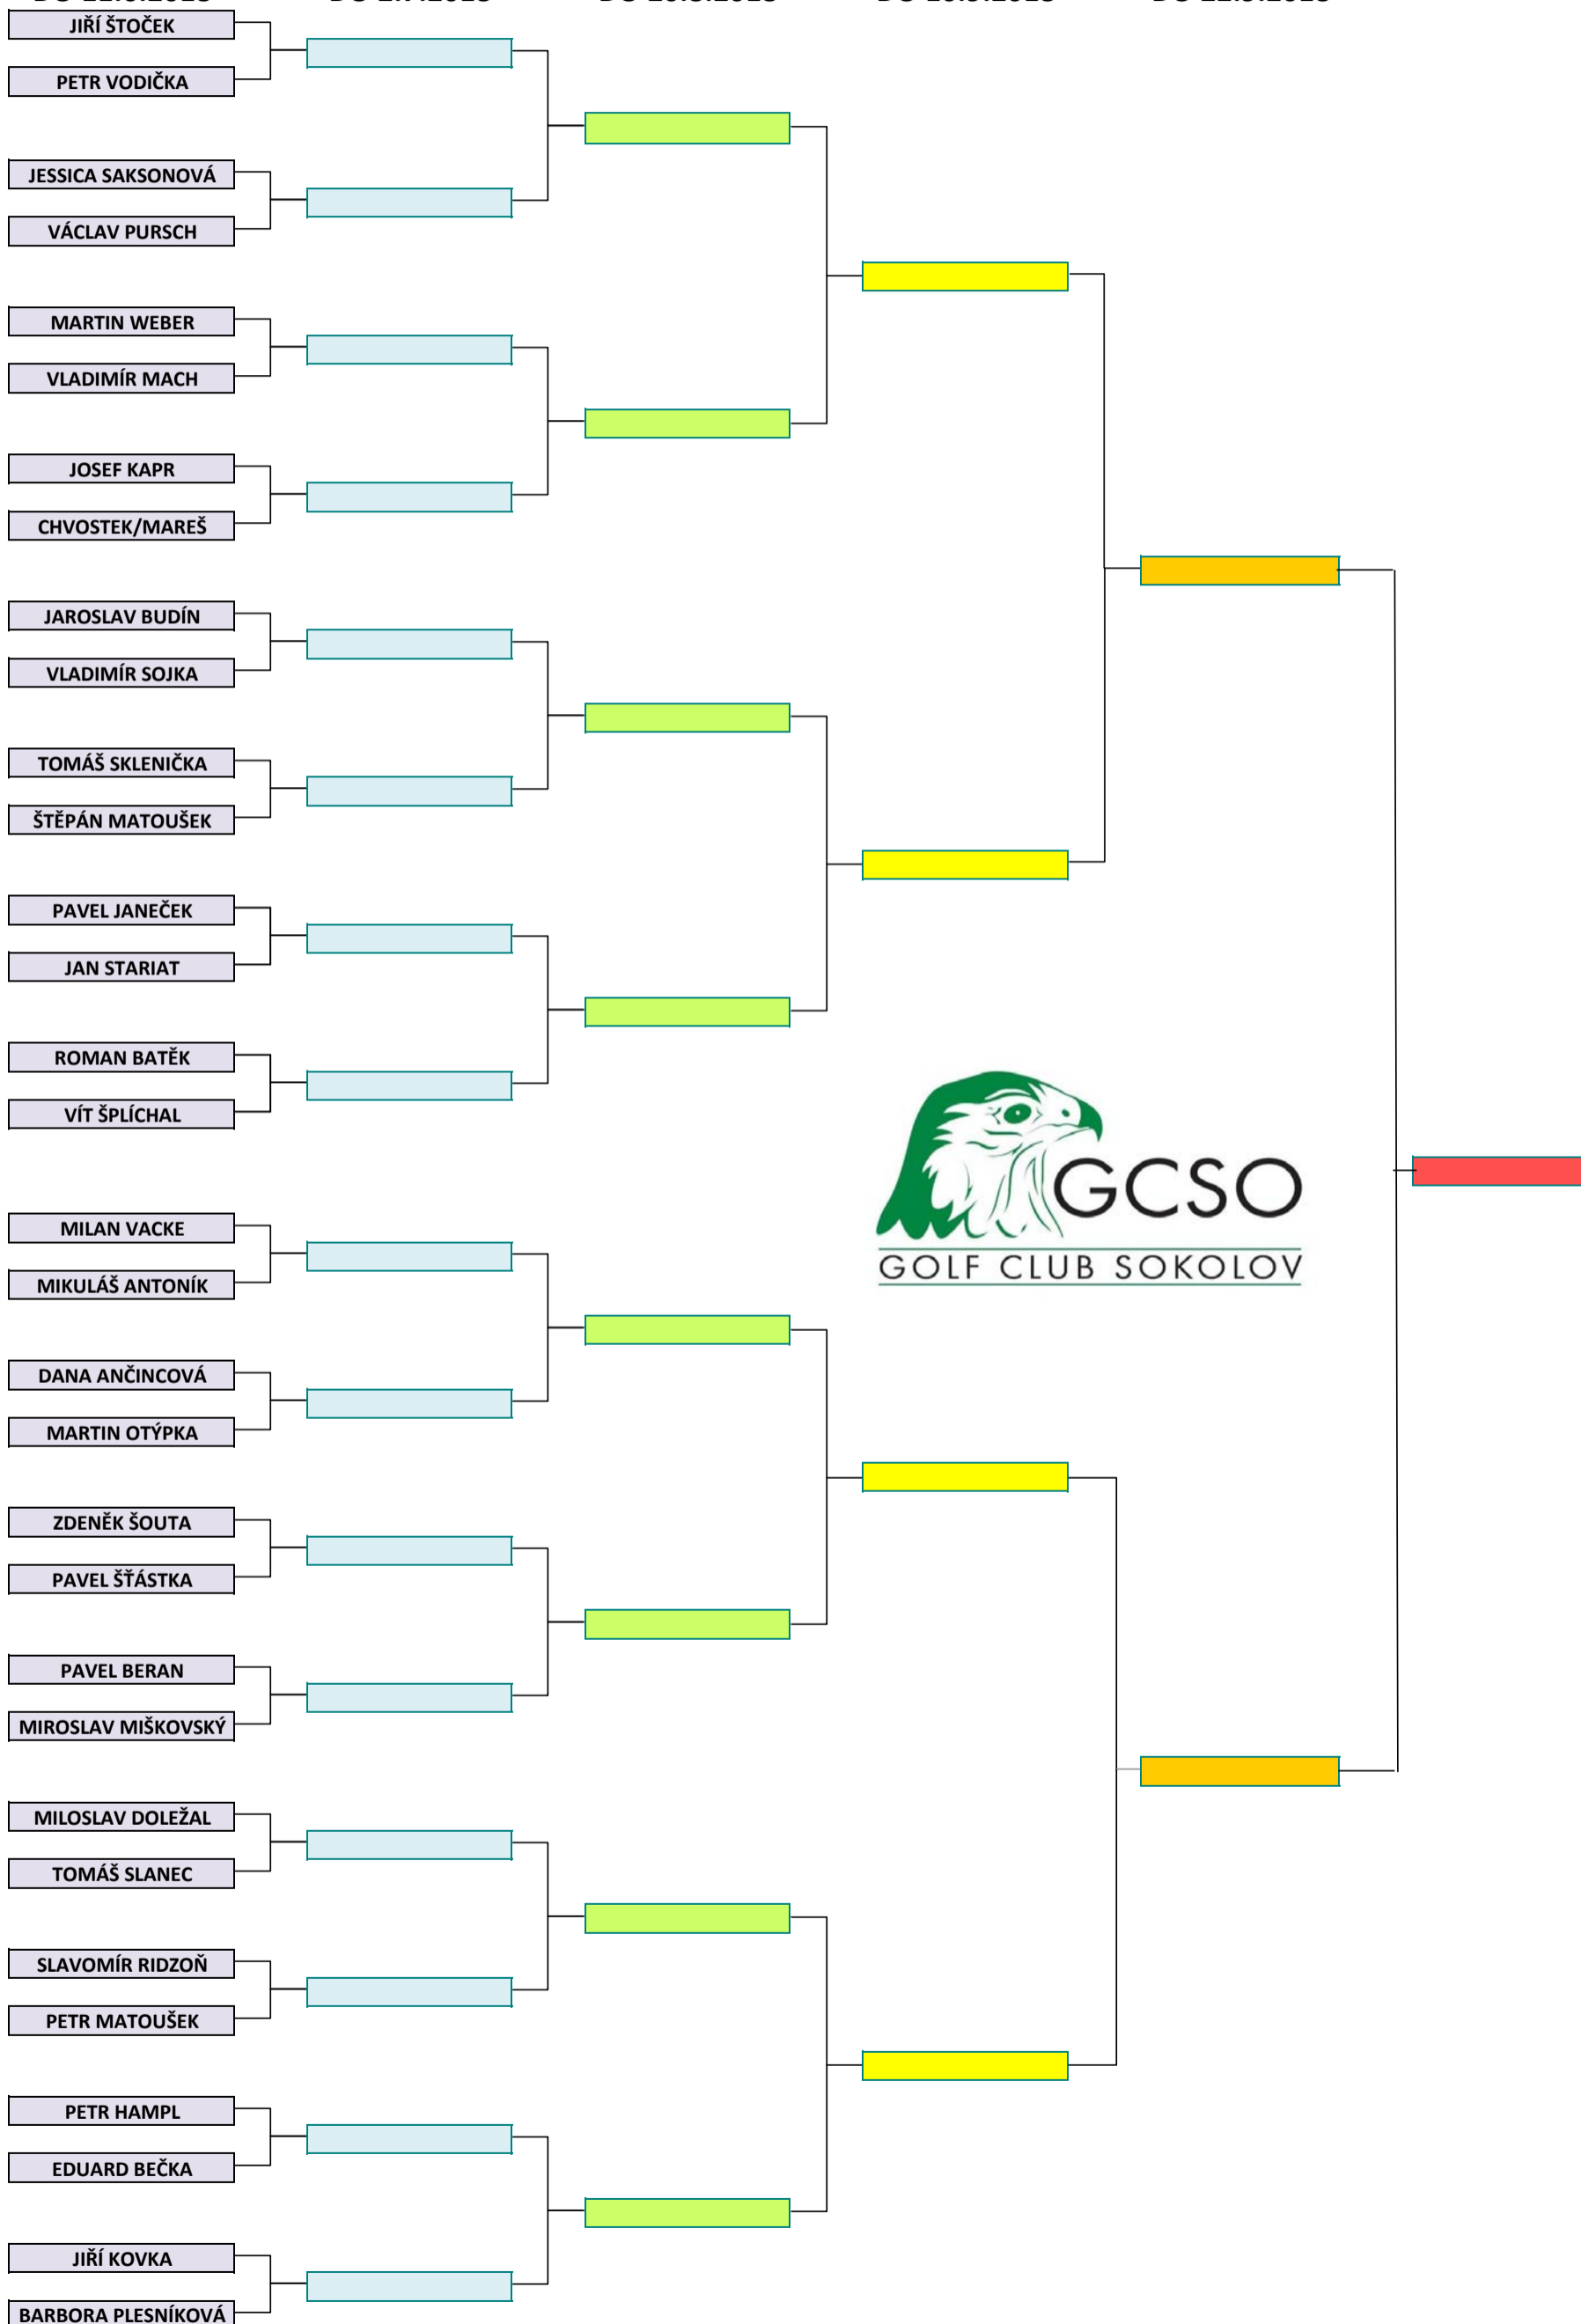 JIŘÍ ŠTOČEK
PETR VODIČKA
JESSICA SAKSONOVÁ
VÁCLAV PURSCH
MARTIN WEBER
VLADIMÍR MACH
JOSEF KAPR
CHVOSTEK/MAREŠ
JAROSLAV BUDÍN
VLADIMÍR SOJKA
TOMÁŠ SKLENIČKA
ŠTĚPÁN MATOUŠEK
PAVEL JANEČEK
JAN STARIAT
ROMAN BATĚK
VÍT ŠPLÍCHAL
GCSO
GOLF CLUB SOKOLOV
MILAN VACKE
MIKULÁŠ ANTONÍK
DANA ANČINCOVÁ
MARTIN OTÝPKA
ZDENĚK ŠOUTA
PAVEL ŠŤÁSTKA
PAVEL BERAN
MIROSLAV MIŠKOVSKÝ
MILOSLAV DOLEŽAL
TOMÁŠ SLANEC
SLAVOMÍR RIDZOŇ
PETR MATOUŠEK
PETR HAMPL
EDUARD BEČKA
JIŘÍ KOVKA
BARBORA PLESNÍKOVÁ